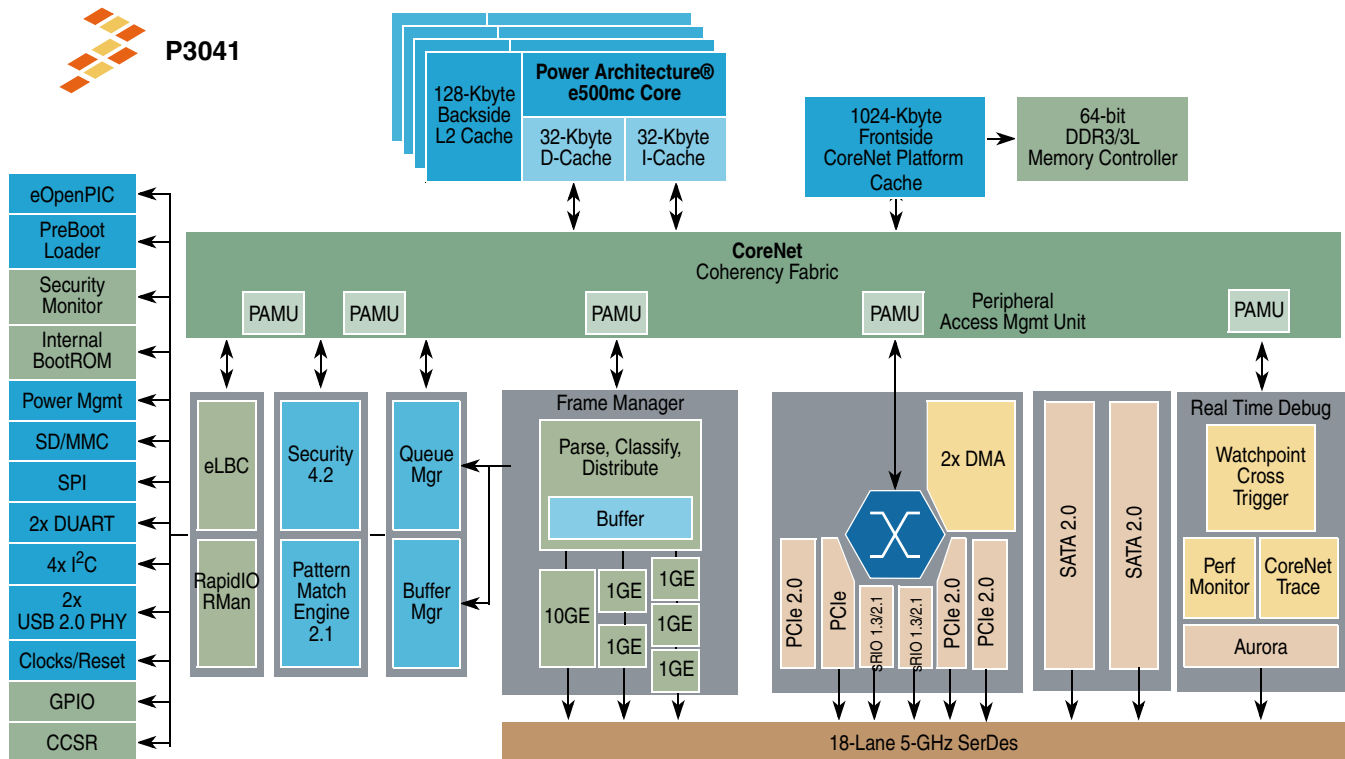 P3041
128-Kbyte
Backside
L2 Cache
Power Architecture®
e500mc Core
32-Kbyte
D-Cache
32-Kbyte
I-Cache
1024-Kbyte
Frontside
CoreNet Platform
Cache
64-bit
DDR3/3L
Memory Controller
eOpenPIC
PreBoot
Loader
Security
Monitor
Internal
BootROM
Power Mgmt
SD/MMC
SPI
2x DUART
4x I²C
2x
USB 2.0 PHY
Clocks/Reset
GPIO
CCSR
CoreNet
Coherency Fabric
PAMU
PAMU
PAMU
PAMU
Peripheral
Access Mgmt Unit
PAMU
eLBC
RapidIO
RMan
Security
4.2
Pattern
Match
Engine
2.1
Queue
Mgr
Buffer
Mgr
Frame Manager
Parse, Classify,
Distribute
Buffer
10GE
1GE
1GE
1GE
1GE
1GE
2x DMA
PCIe 2.0
PCIe
sRIO 1.3/2.1
sRIO 1.3/2.1
PCIe 2.0
PCIe 2.0
SATA 2.0
SATA 2.0
Real Time Debug
Watchpoint
Cross
Trigger
Perf
Monitor
CoreNet
Trace
Aurora
18-Lane 5-GHz SerDes